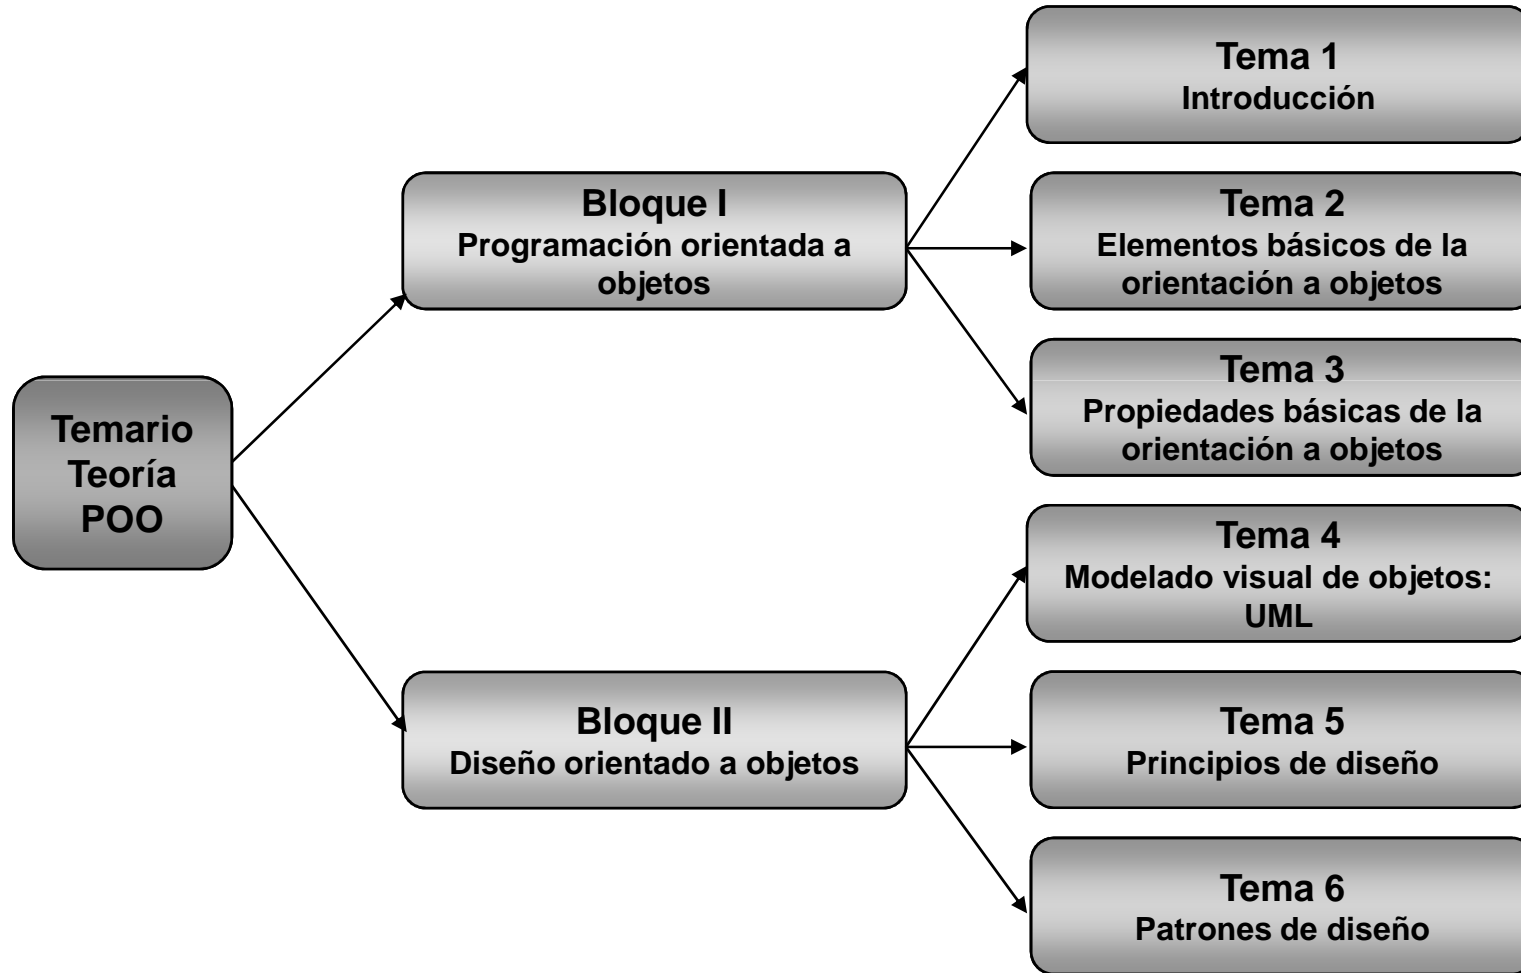 Temario
Teoría
POO
Bloque I
Programación orientada a
objetos
Tema 1
Introducción
Tema 2
Elementos básicos de la
orientación a objetos
Tema 3
Propiedades básicas de la
orientación a objetos
Bloque II
Diseño orientado a objetos
Tema 4
Modelado visual de objetos:
UML
Tema 5
Principios de diseño
Tema 6
Patrones de diseño